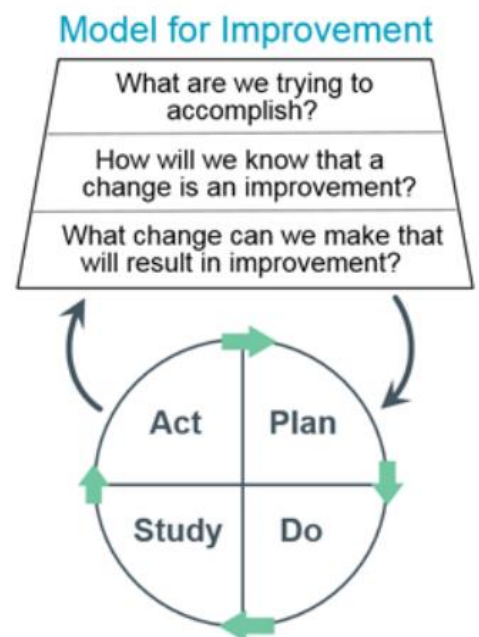 Model for Improvement
What are we trying to
accomplish?
How will we know that a
change is an improvement?
What change can we make that
will result in improvement?
Act
Plan
Study
Do